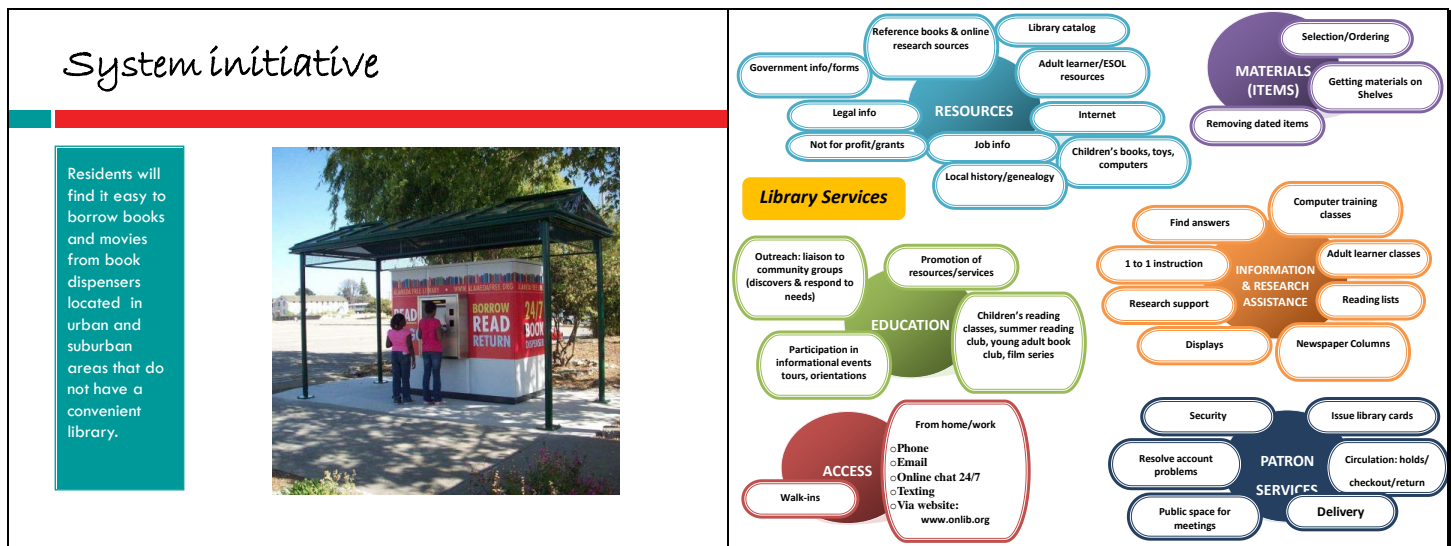 System initiative
Residents will
find it easy to
borrow books
and movies
from book
dispensers
located in
urban and
suburban
areas that do
not have a
convenient
library.
ALAMEDA FREE LIBRARY • WWW.ALAMEDAFREE.ORG
BORROW
READ
RETURN
24/7
BOOK
Reference books & online
research sources
Library catalog
Government info/forms
Adult learner/ESOL
resources
RESOURCES
Legal info
Internet
Not for profit/grants
Job info
Children's books, toys,
computers
Local history/genealogy
Selection/Ordering
MATERIALS
(ITEMS)
Getting materials on
Shelves
Removing dated items
Library Services
Computer training
classes
Find answers
1 to 1 instruction
Adult learner classes
INFORMATION
& RESEARCH
ASSISTANCE
Research support
Reading lists
Displays
Newspaper Columns
Outreach: liaison to
community groups
(discovers & respond to
needs)
Promotion of
resources/services
EDUCATION
Children's reading
classes, summer reading
club, young adult book
club, film series
Participation in
informational events
tours, orientations
From home/work
○Phone
○Email
○Online chat 24/7
○Texting
○Via website:
www.onlib.org
ACCESS
Walk-ins
Security
Issue library cards
Resolve account
problems
PATRON
SERVICES
Circulation: holds/
checkout/return
Public space for
meetings
Delivery